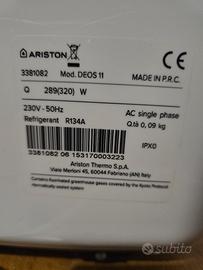 ARISTON
3381082 Mod. DEOS 11 MADE IN P.R.C.
Q 289(320) W
230V - 50Hz AC single phase
Refrigerant R134A Q.tà 0,09 kg
3381082 06 153170003223 IPX0
Ariston Thermo S.p.A.
Viale Merloni 45, 60044 Fabriano (AN) Italy
Contains fluorinated greenhouse gases covered by the Kyoto Protocol
Hermetically sealed
subito